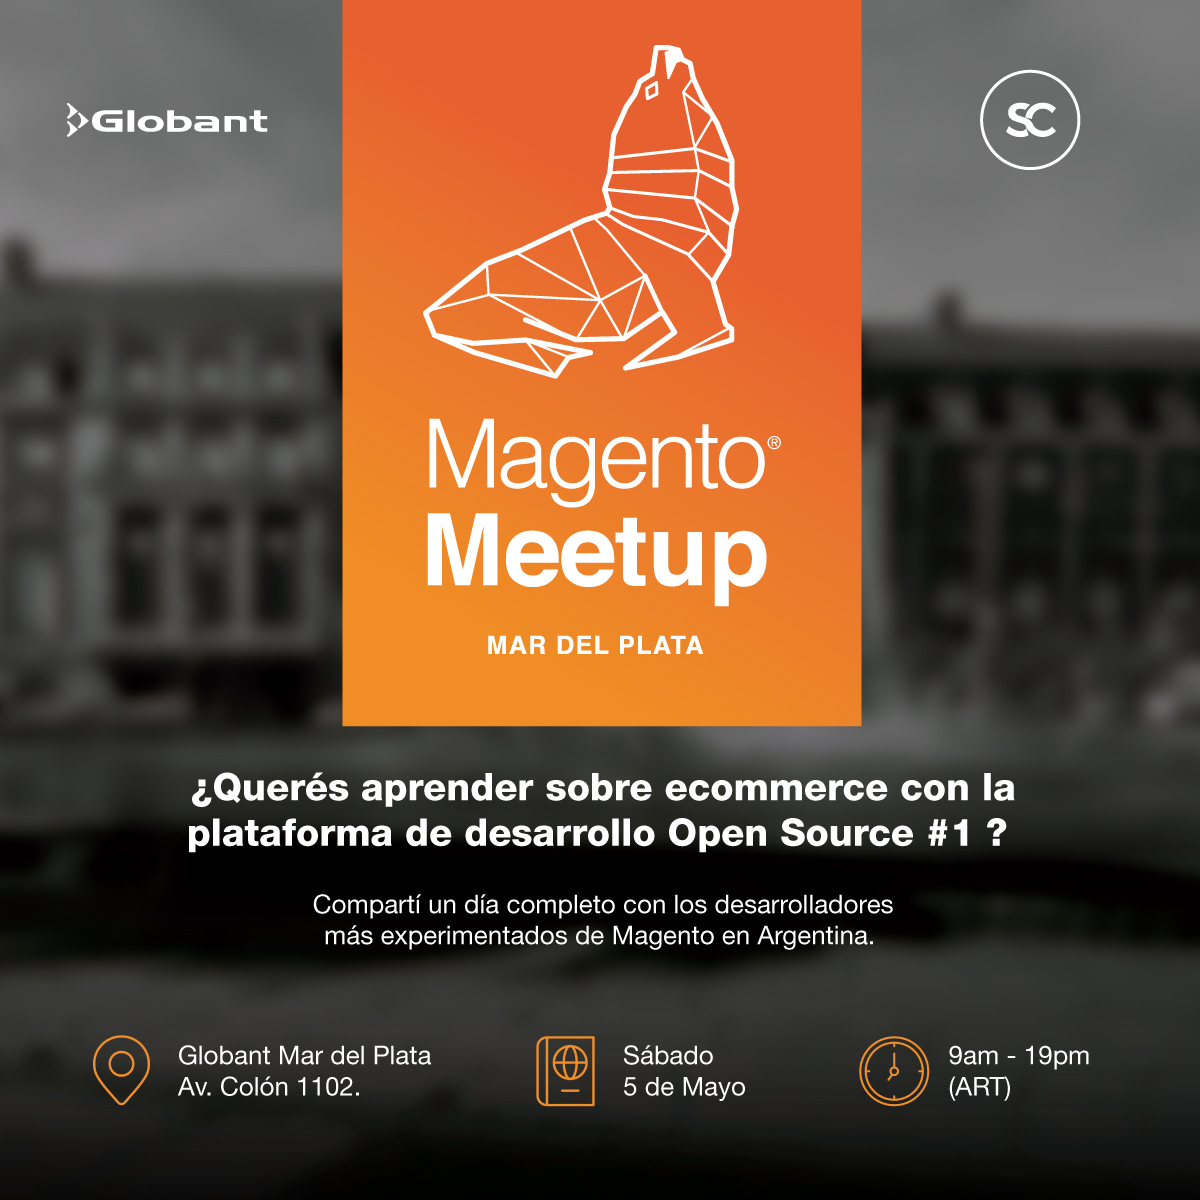 Globant
SC
Magento®
Meetup
MAR DEL PLATA
¿Querés aprender sobre ecommerce con la
plataforma de desarrollo Open Source #1 ?
Compartí un día completo con los desarrolladores
más experimentados de Magento en Argentina.
Globant Mar del Plata
Av. Colón 1102.
Sábado
5 de Mayo
9am - 19pm
(ART)